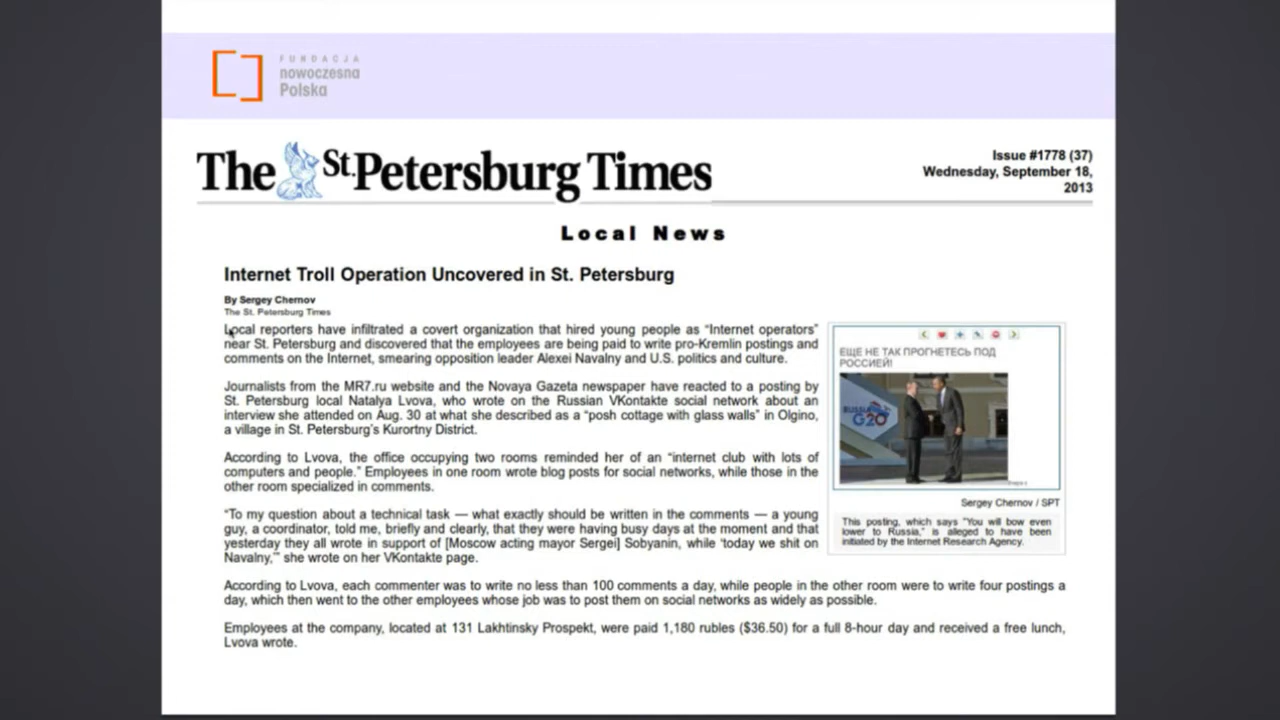 FUNDACJA
nowoczesna
Polska
The St. Petersburg Times
Issue #1778 (37)
Wednesday, September 18,
2013
Local News
Internet Troll Operation Uncovered in St. Petersburg
By Sergey Chernov
The St. Petersburg Times
Local reporters have infiltrated a covert organization that hired young people as “Internet operators”
near St. Petersburg and discovered that the employees are being paid to write pro-Kremlin postings and
comments on the Internet, smearing opposition leader Alexei Navalny and U.S. politics and culture.
Journalists from the MR7.ru website and the Novaya Gazeta newspaper have reacted to a posting by
St. Petersburg local Natalya Lvova, who wrote on the Russian VKontakte social network about an
interview she attended on Aug. 30 at what she described as a “posh cottage with glass walls” in Olgino,
a village in St. Petersburg’s Kurortny District.
According to Lvova, the office occupying two rooms reminded her of an “internet club with lots of
computers and people.” Employees in one room wrote blog posts for social networks, while those in the
other room specialized in comments.
“To my question about a technical task — what exactly should be written in the comments — a young
guy, a coordinator, told me, briefly and clearly, that they were having busy days at the moment and that
yesterday they all wrote in support of [Moscow acting mayor Sergei] Sobyanin, while ‘today we shit on
Navalny,’” she wrote on her VKontakte page.
ЕЩЕ НЕ ТАК ПРОГНЕТЕСЬ ПОД
РОССИЕЙ!
RUSSIA
G20
Sergey Chernov / SPT
This posting, which says "You will bow even
lower to Russia," is alleged to have been
initiated by the Internet Research Agency.
According to Lvova, each commenter was to write no less than 100 comments a day, while people in the other room were to write four postings a
day, which then went to the other employees whose job was to post them on social networks as widely as possible.
Employees at the company, located at 131 Lakhtinsky Prospekt, were paid 1,180 rubles ($36.50) for a full 8-hour day and received a free lunch,
Lvova wrote.